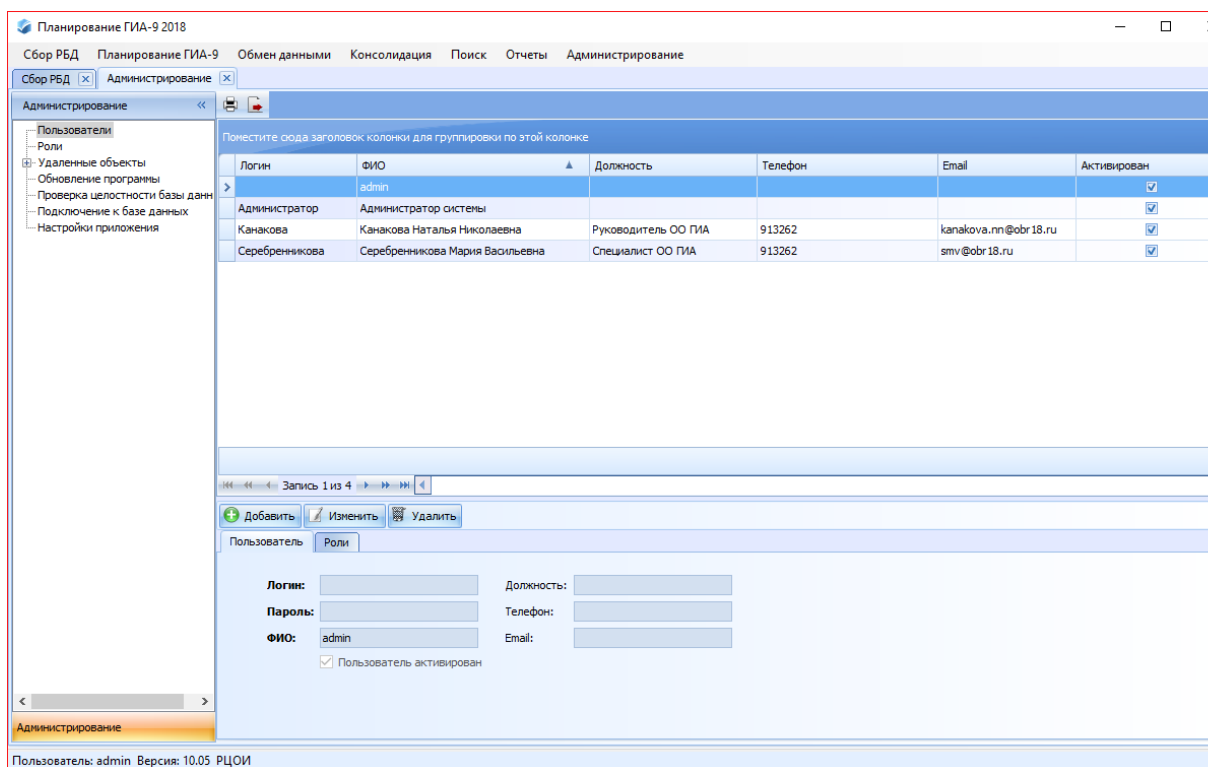 Планирование ГИА-9 2018
Сбор РБД Планирование ГИА-9 Обмен данными Консолидация Поиск Отчеты Администрирование
Сбор РБД Администрирование
Администрирование
Поместите сюда заголовок колонки для группировки по этой колонке
Пользователи
Роли
Удаленные объекты
Обновление программы
Проверка целостности базы данн
Подключение к базе данных
Настройки приложения
Логин ФИО Должность Телефон Email Активирован
admin
Администратор Администратор системы
Канакова Канакова Наталья Николаевна Руководитель ОО ГИА 913262 kanakova.nn@obr18.ru
Серебренникова Серебренникова Мария Васильевна Специалист ОО ГИА 913262 smv@obr18.ru
Запись 1 из 4
Добавить Изменить Удалить
Пользователь Роли
Логин: Должность:
Пароль: Телефон:
ФИО: admin Email:
Пользователь активирован
Администрирование
Пользователь: admin Версия: 10.05 РЦОИ